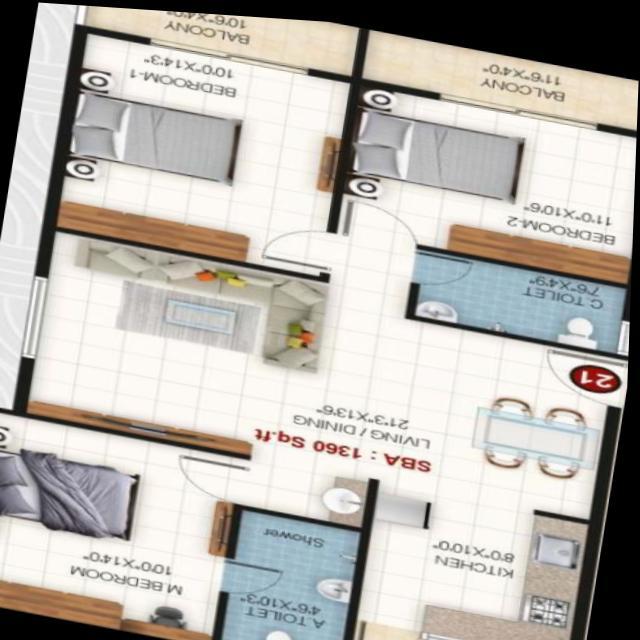 BALCONY
10'6"X4'0"
BALCONY
11'6"X4'0"
BEDROOM-1
10'0"X14'3"
BEDROOM-2
11'0"X10'6"
C.TOILET
7'6"X4'9"
21
LIVING / DINING
21'3"X13'6"
SBA : 1360 Sq.ft
KITCHEN
8'0"X10'0"
Shower
A.TOILET
4'6"X10'3"
M.BEDROOM
10'0"X14'0"